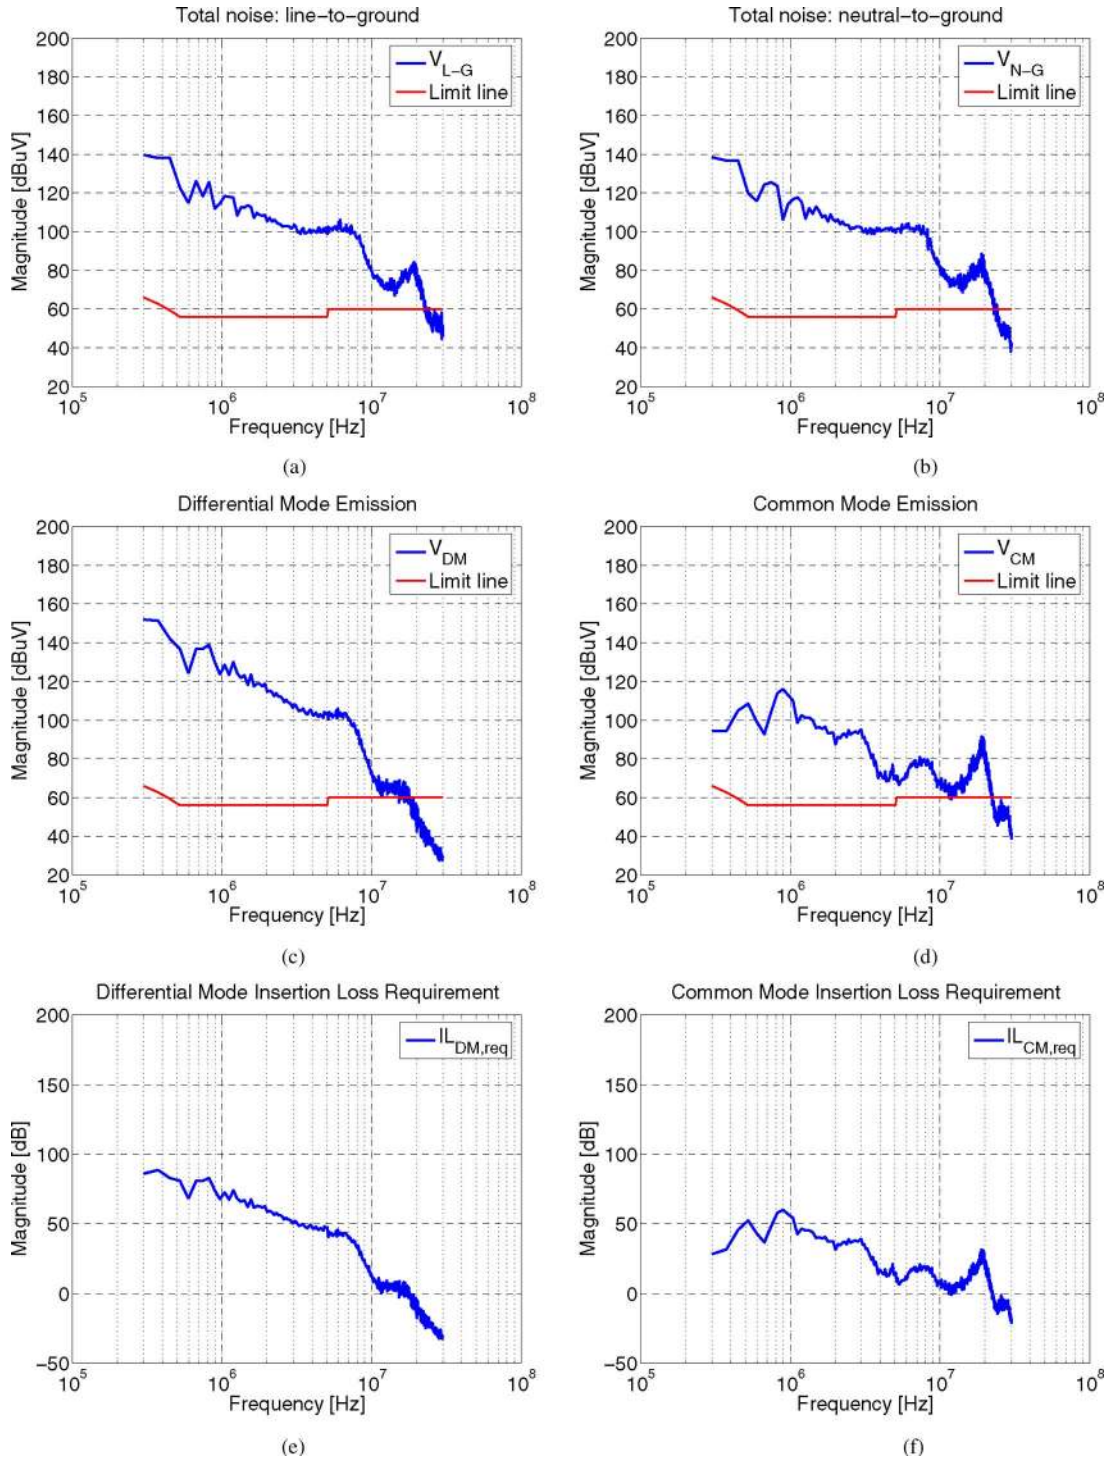 Total noise: line-to-ground
Total noise: neutral-to-ground
200
180
160
140
120
100
80
60
40
20
Magnitude [dBuV]
V_L-G
Limit line
10^5
10^6
10^7
10^8
Frequency [Hz]
(a)
200
180
160
140
120
100
80
60
40
20
Magnitude [dBuV]
V_N-G
Limit line
10^5
10^6
10^7
10^8
Frequency [Hz]
(b)
Differential Mode Emission
200
180
160
140
120
100
80
60
40
20
Magnitude [dBuV]
V_DM
Limit line
10^5
10^6
10^7
10^8
Frequency [Hz]
(c)
Common Mode Emission
200
180
160
140
120
100
80
60
40
20
Magnitude [dBuV]
V_CM
Limit line
10^5
10^6
10^7
10^8
Frequency [Hz]
(d)
Differential Mode Insertion Loss Requirement
200
150
100
50
0
-50
Magnitude [dB]
IL_DM,req
10^5
10^6
10^7
10^8
Frequency [Hz]
(e)
Common Mode Insertion Loss Requirement
200
150
100
50
0
-50
Magnitude [dB]
IL_CM,req
10^5
10^6
10^7
10^8
Frequency [Hz]
(f)